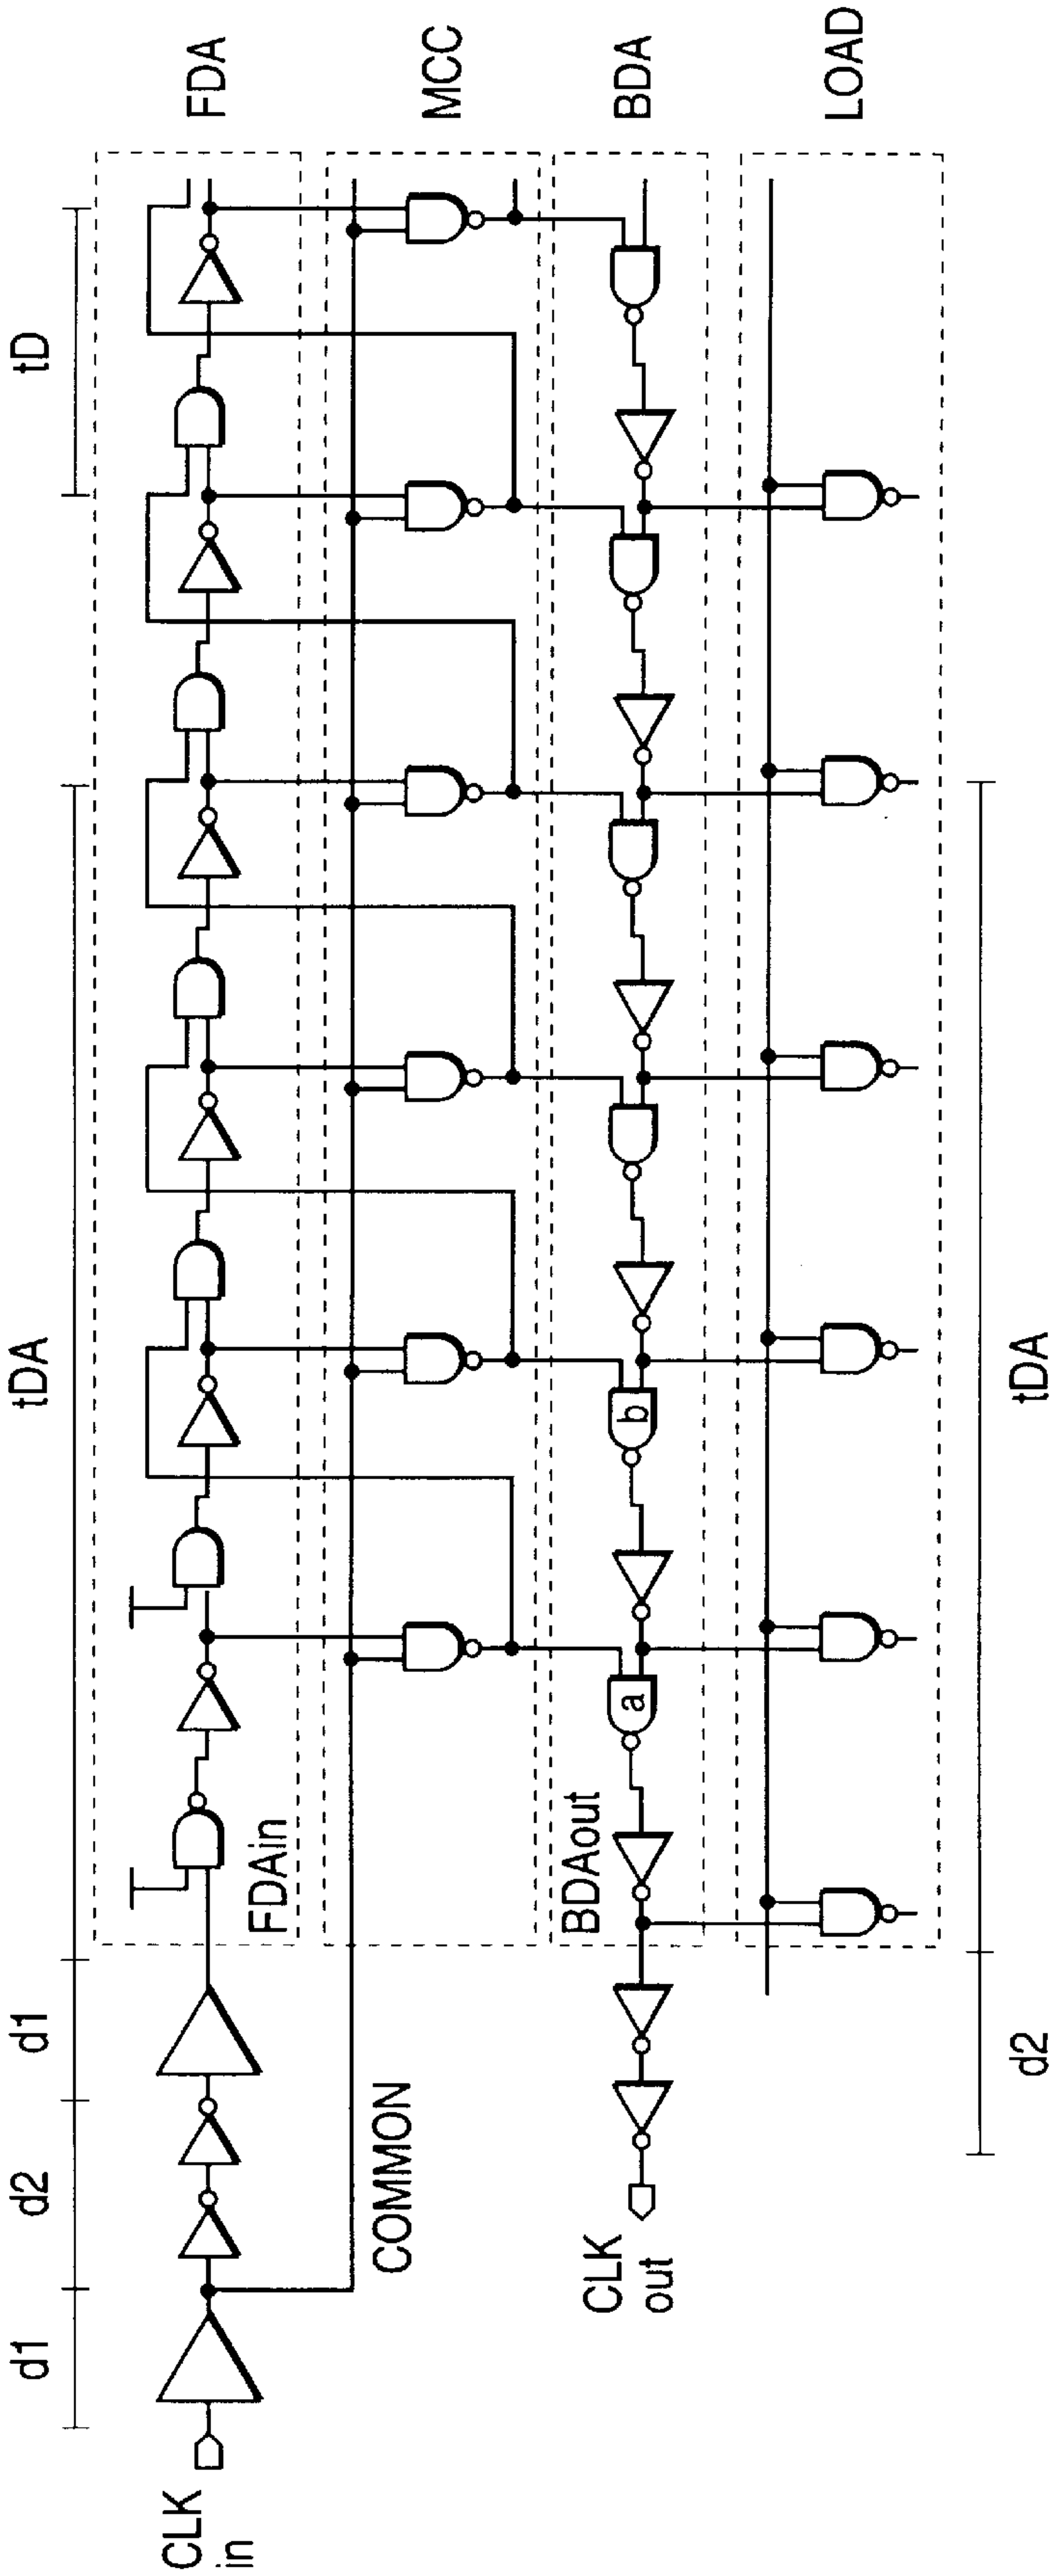 d1
d2
d1
tDA
tD
CLK
in
FDAin
FDA
COMMON
MCC
CLK
out
BDAout
a
b
BDA
LOAD
d2
tDA